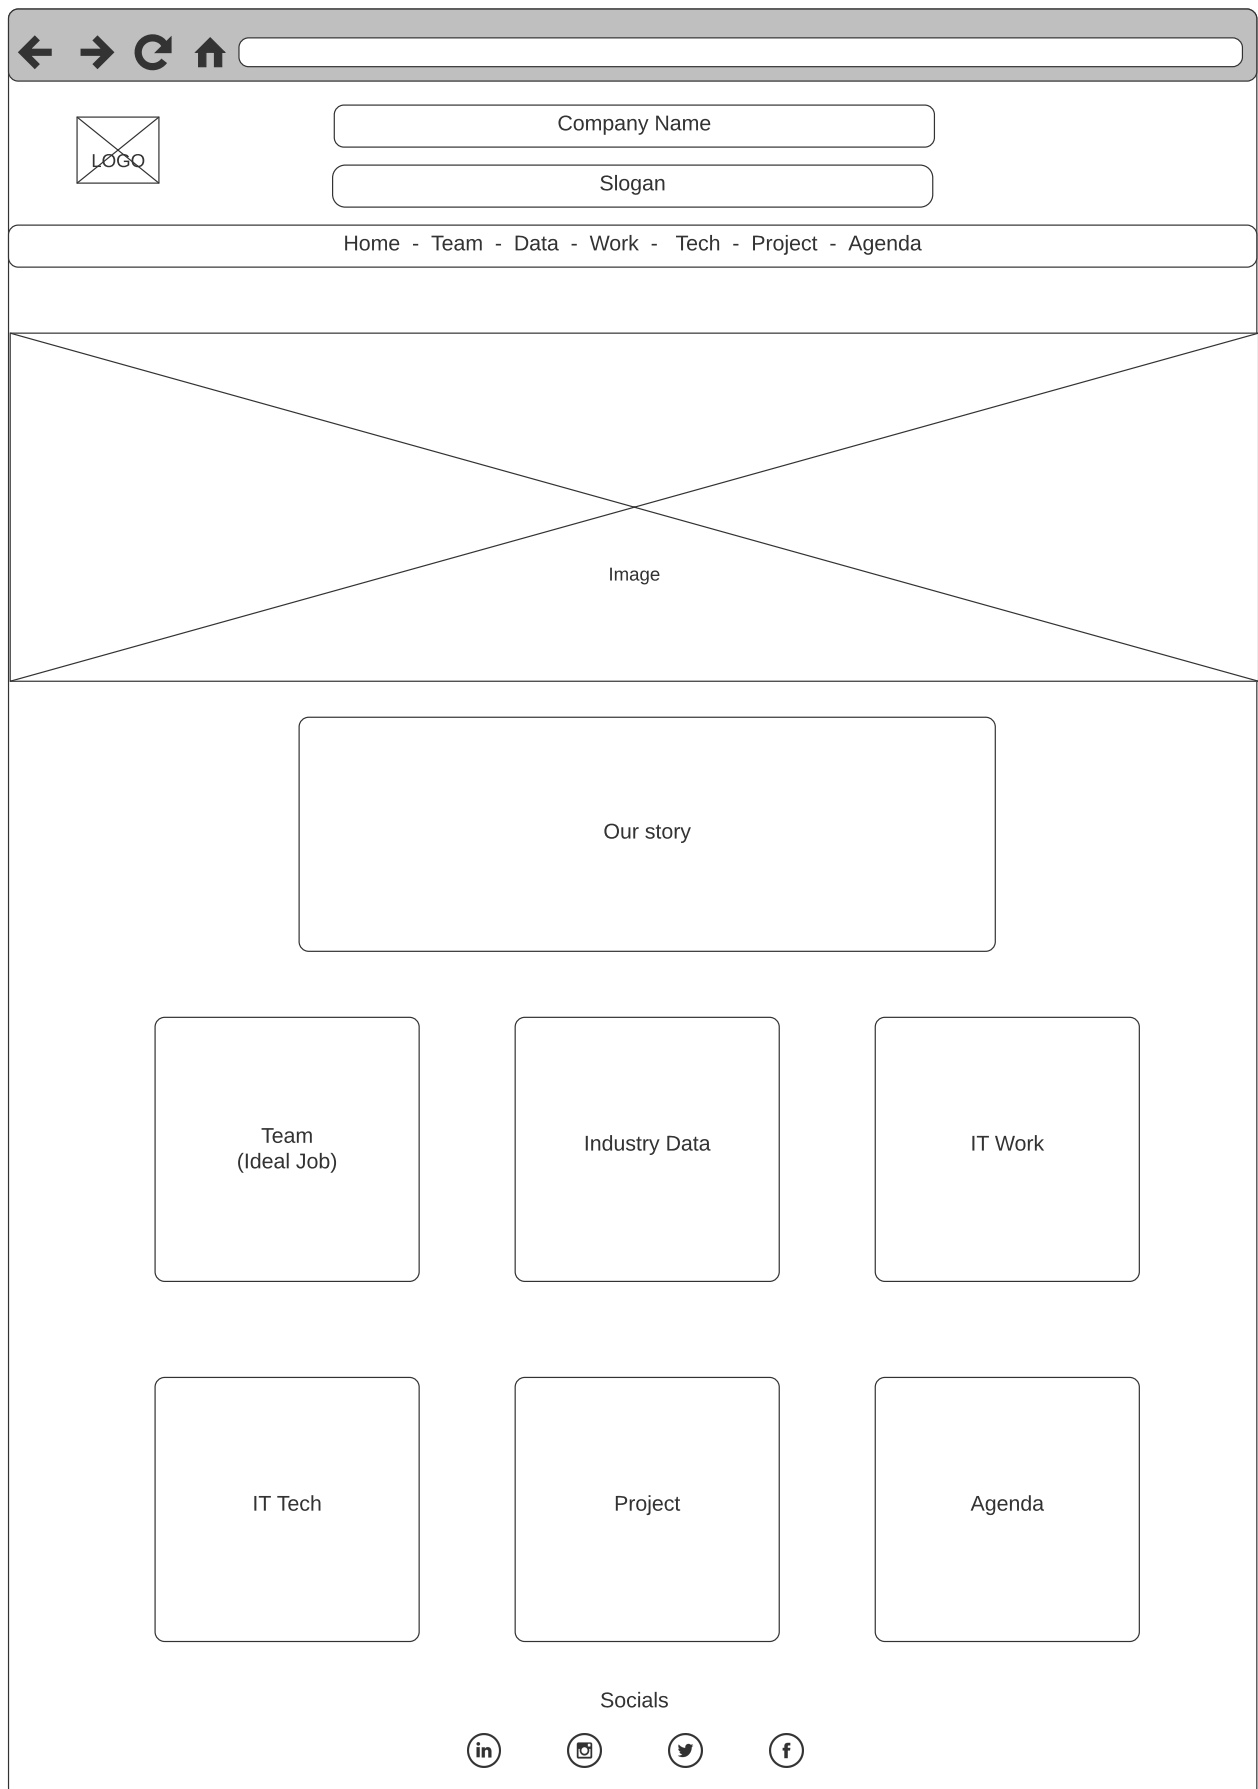 LOGO
Company Name
Slogan
Home - Team - Data - Work - Tech - Project - Agenda
Image
Our story
Team
(Ideal Job)
Industry Data
IT Work
IT Tech
Project
Agenda
Socials